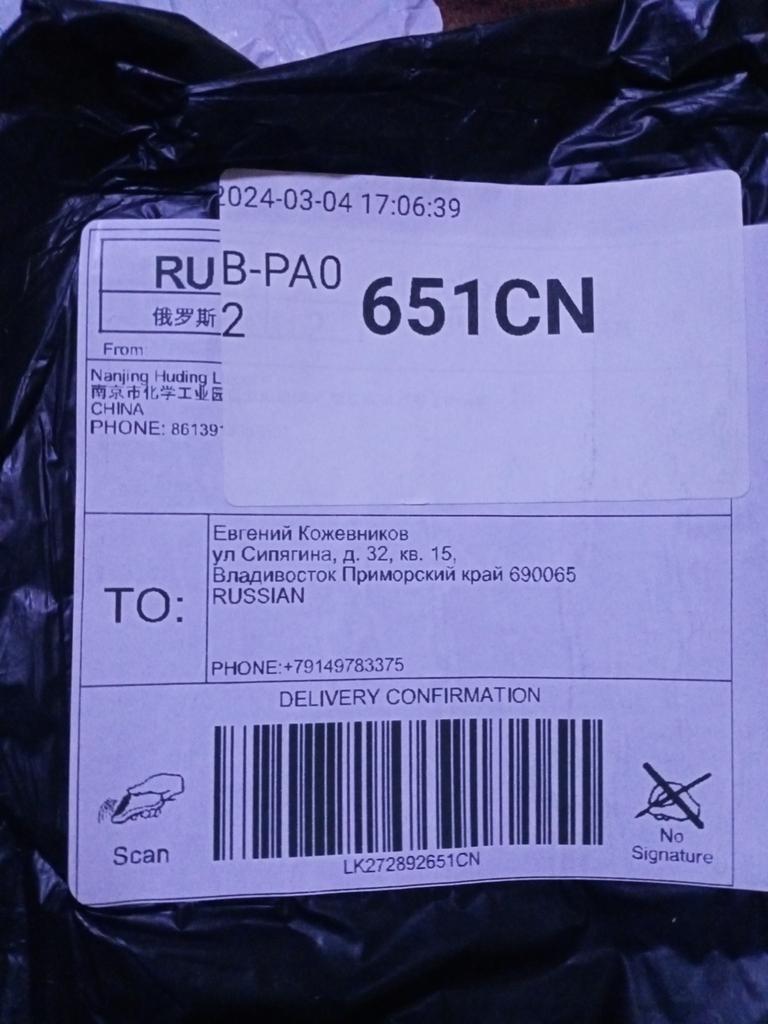 2024-03-04 17:06:39
RU
B-PA0
2
651CN
俄罗斯
From
Nanjing Huding L
南京市化学工业园
CHINA
PHONE: 86139
TO:
Евгений Кожевников
ул Сипягина, д. 32, кв. 15,
Владивосток Приморский край 690065
RUSSIAN
PHONE:+79149783375
DELIVERY CONFIRMATION
Scan
LK272892651CN
No
Signature